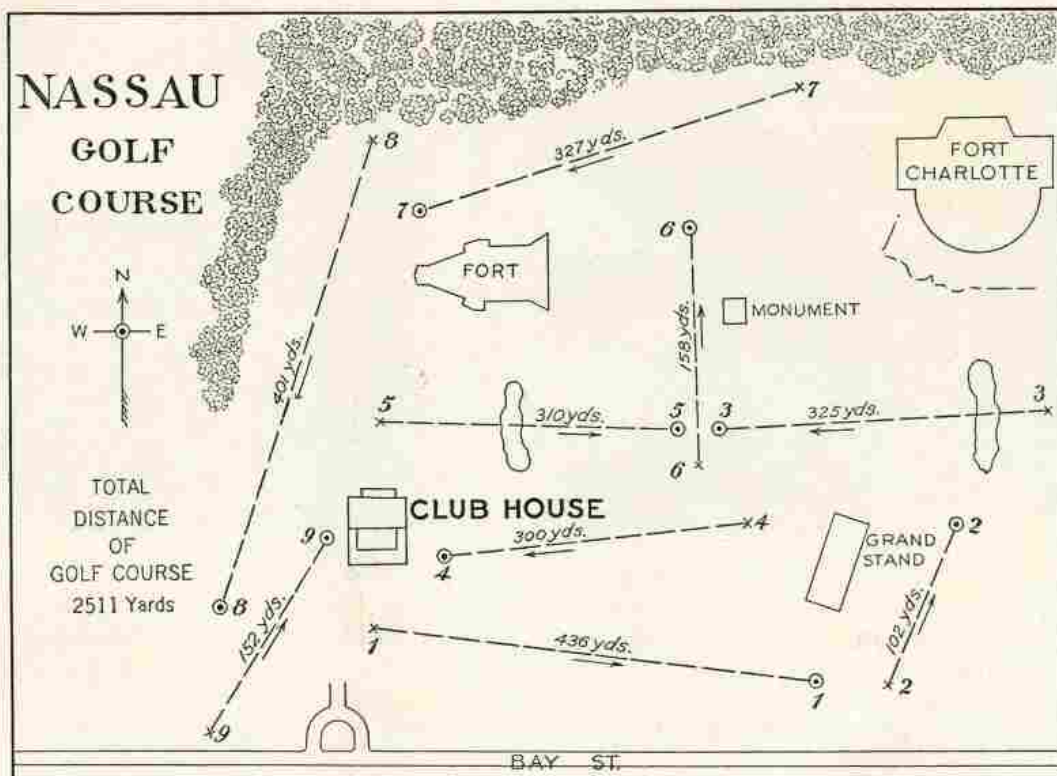 NASSAU
GOLF
COURSE
N
W
E
TOTAL
DISTANCE
OF
GOLF COURSE
2511 Yards
7
327 yds.
7
8
401 yds.
8
FORT
CHARLOTTE
FORT
6
158 yds.
6
MONUMENT
5
310 yds.
5
3
325 yds.
3
CLUB HOUSE
4
300 yds.
4
GRAND
STAND
2
102 yds.
2
9
152 yds.
9
1
436 yds.
1
BAY ST.